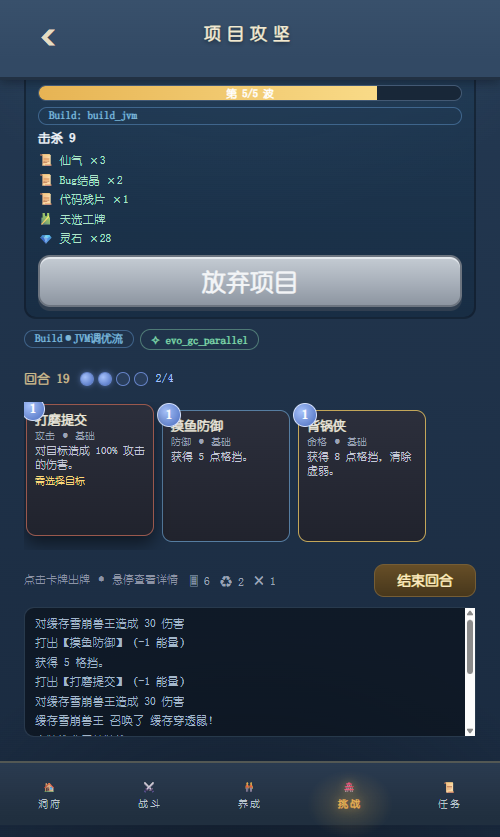 项目攻坚
第 5/5 波
Build: build_jvm
击杀 9
仙气 ×3
Bug结晶 ×2
代码残片 ×1
天选工牌
灵石 ×28
放弃项目
Build●JVM调优流
✧ evo_gc_parallel
回合 19 2/4
1 1 1
打磨提交
攻击 ● 基础
对目标造成 100% 攻击
的伤害。
需选择目标
摸鱼防御
防御 ● 基础
获得 5 点格挡。
背锅侠
命格 ● 基础
获得 8 点格挡, 清除
虚弱。
点击卡牌出牌 ● 悬停查看详情 6 2 1
结束回合
对缓存雪崩兽王造成 30 伤害
打出【摸鱼防御】 (-1 能量)
获得 5 格挡。
打出【打磨提交】 (-1 能量)
对缓存雪崩兽王造成 30 伤害
缓存雪崩兽王 召唤了 缓存穿透鼹!
洞府 战斗 养成 挑战 任务